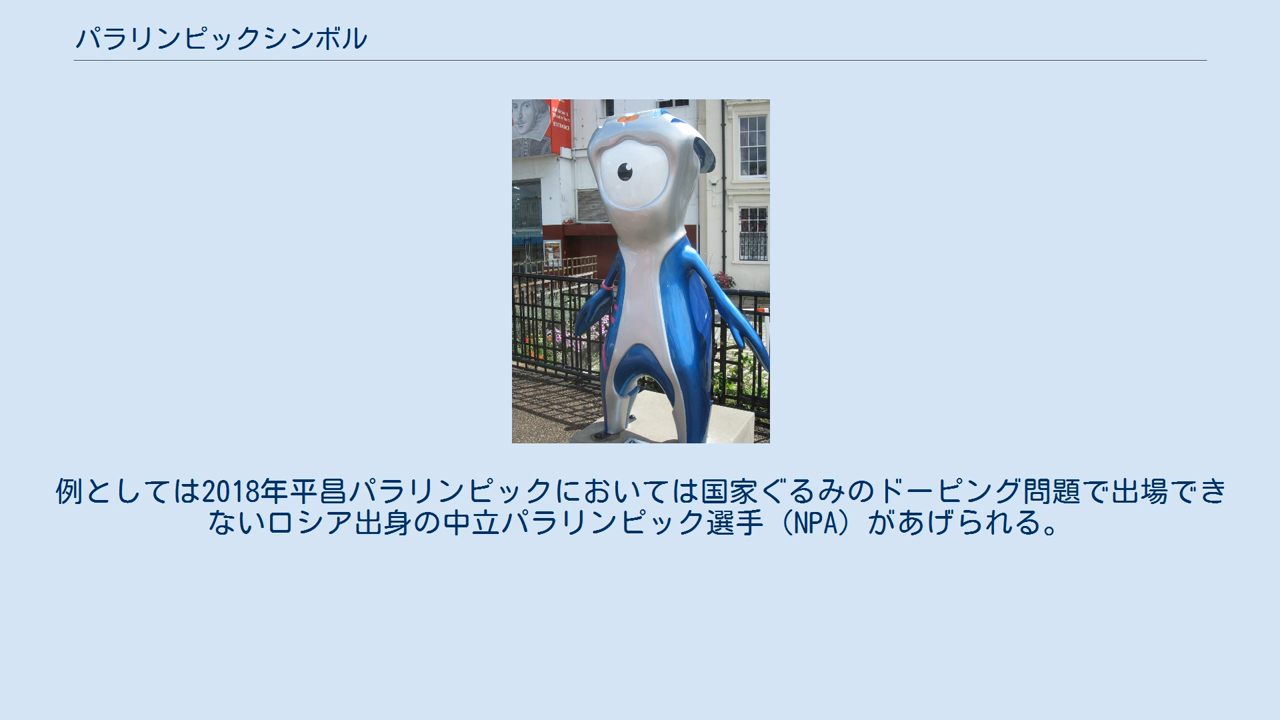 パラリンピックシンボル
例としては2018年平昌パラリンピックにおいては国家ぐるみのドーピング問題で出場でき
ないロシア出身の中立パラリンピック選手（NPA）があげられる。